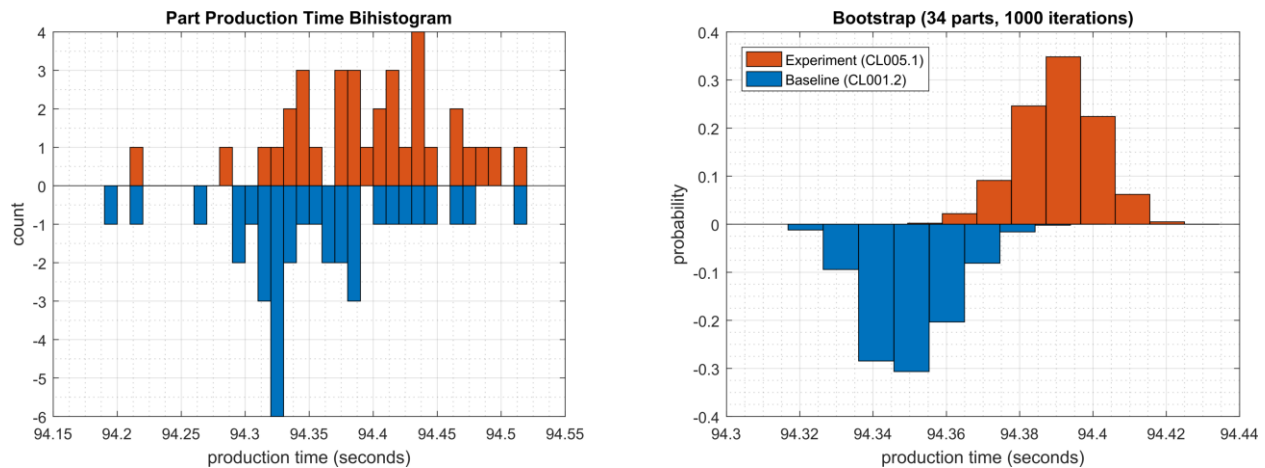 Part Production Time Bihistogram
4
3
2
1
0
-1
-2
-3
-4
-5
-6
count
94.15 94.2 94.25 94.3 94.35 94.4 94.45 94.5 94.55
production time (seconds)
Bootstrap (34 parts, 1000 iterations)
Experiment (CL005.1)
Baseline (CL001.2)
0.4
0.3
0.2
0.1
0
-0.1
-0.2
-0.3
-0.4
probability
94.3 94.32 94.34 94.36 94.38 94.4 94.42 94.44
production time (seconds)